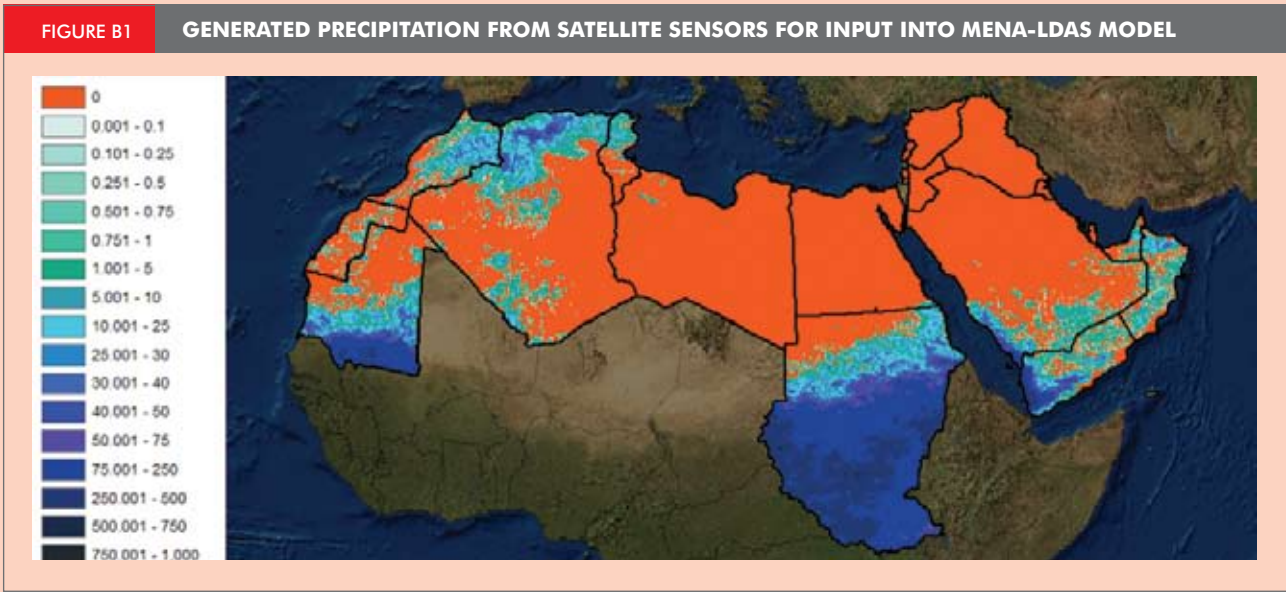 FIGURE B1
GENERATED PRECIPITATION FROM SATELLITE SENSORS FOR INPUT INTO MENA-LDAS MODEL
0
0.001 - 0.1
0.101 - 0.25
0.251 - 0.5
0.501 - 0.75
0.751 - 1
1.001 - 5
5.001 - 10
10.001 - 25
25.001 - 30
30.001 - 40
40.001 - 50
50.001 - 75
75.001 - 250
250.001 - 500
500.001 - 750
750.001 - 1,000